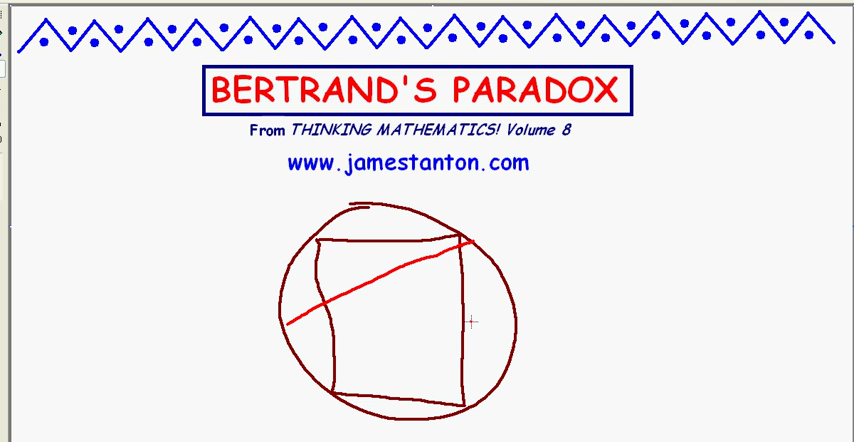 BERTRAND'S PARADOX
From THINKING MATHEMATICS! Volume 8
www.jamestanton.com